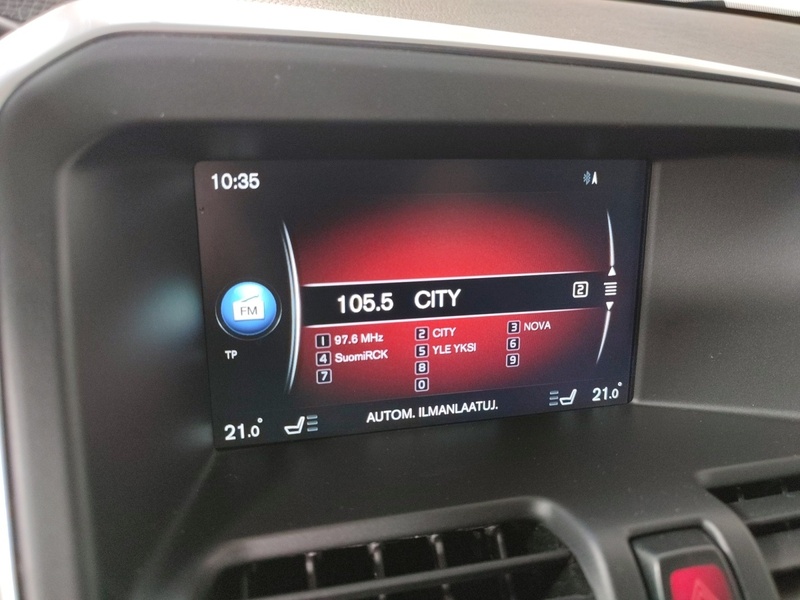 10:35
A
105.5 CITY 2
FM
TP
1 97.6 MHz 2 CITY 3 NOVA
4 SuomiRCK 5 YLE YKSI 6
7 8 9
0
21.0° AUTOM. ILMANLAATUJ. 21.0°